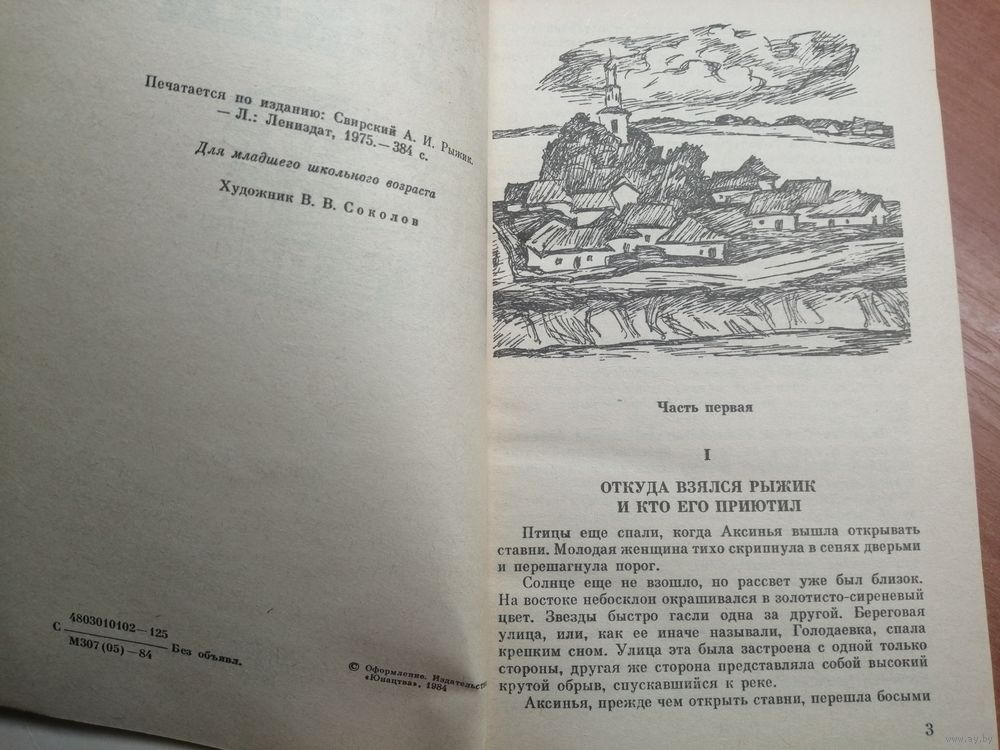 Печатается по изданию: Свирский А. И. Рыжик.
— Л.: Лениздат, 1975.— 384 с.
Для младшего школьного возраста
Художник В. В. Соколов
С 4803010102—125
М307(05)—84
Без объявл.
© Оформление. Издательство
«Юнацтва», 1984
Часть первая
I
ОТКУДА ВЗЯЛСЯ РЫЖИК
И КТО ЕГО ПРИЮТИЛ
Птицы еще спали, когда Аксинья вышла открывать
ставни. Молодая женщина тихо скрипнула в сенях дверьми
и перешагнула порог.
Солнце еще не взошло, но рассвет уже был близок.
На востоке небосклон окрашивался в золотисто-сиреневый
цвет. Звезды быстро гасли одна за другой. Береговая
улица, или, как ее иначе называли, Голодаевка, спала
крепким сном. Улица эта была застроена с одной только
стороны, другая же сторона представляла собой высокий
крутой обрыв, спускавшийся к реке.
Аксинья, прежде чем открыть ставни, перешла босыми
3
www.ay.by